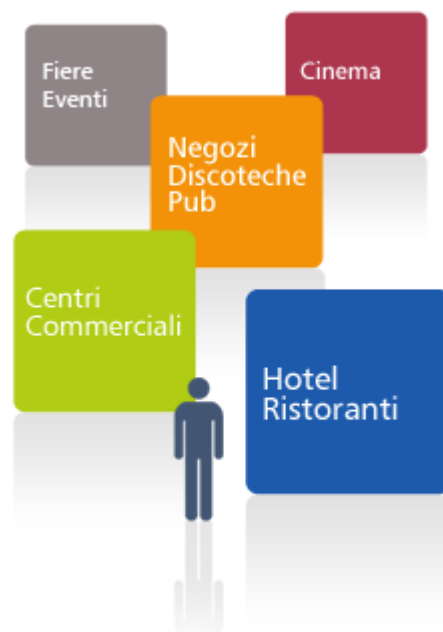 Fiere
Eventi
Cinema
Negozi
Discoteche
Pub
Centri
Commerciali
Hotel
Ristoranti